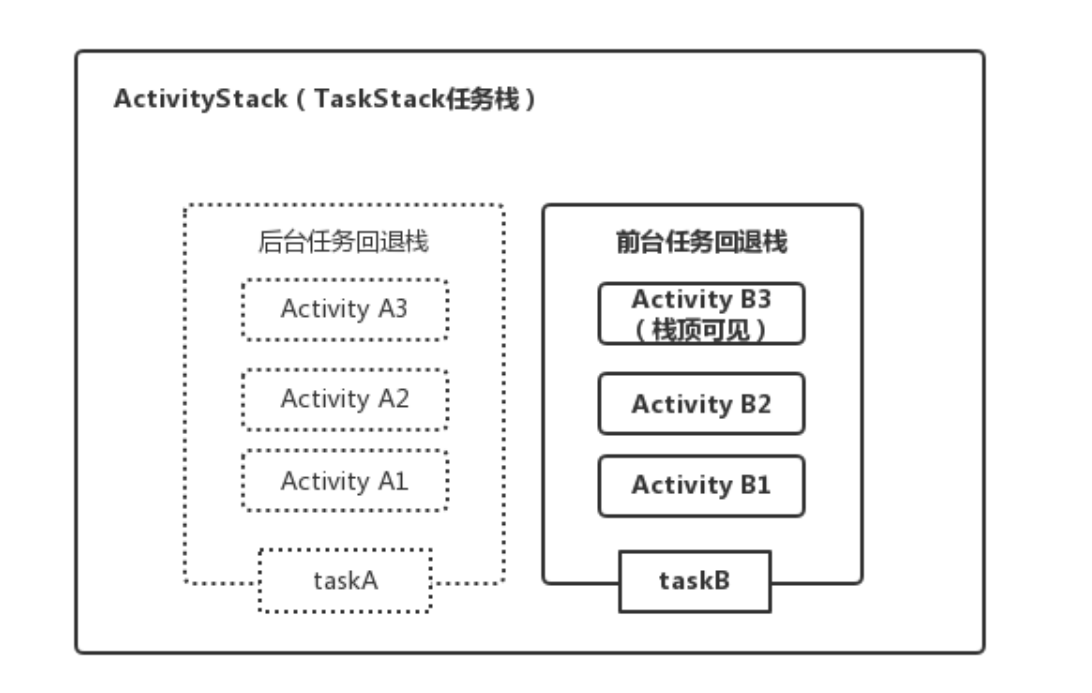 ActivityStack（TaskStack任务栈）
后台任务回退栈
Activity A3
Activity A2
Activity A1
taskA
前台任务回退栈
Activity B3
（栈顶可见）
Activity B2
Activity B1
taskB